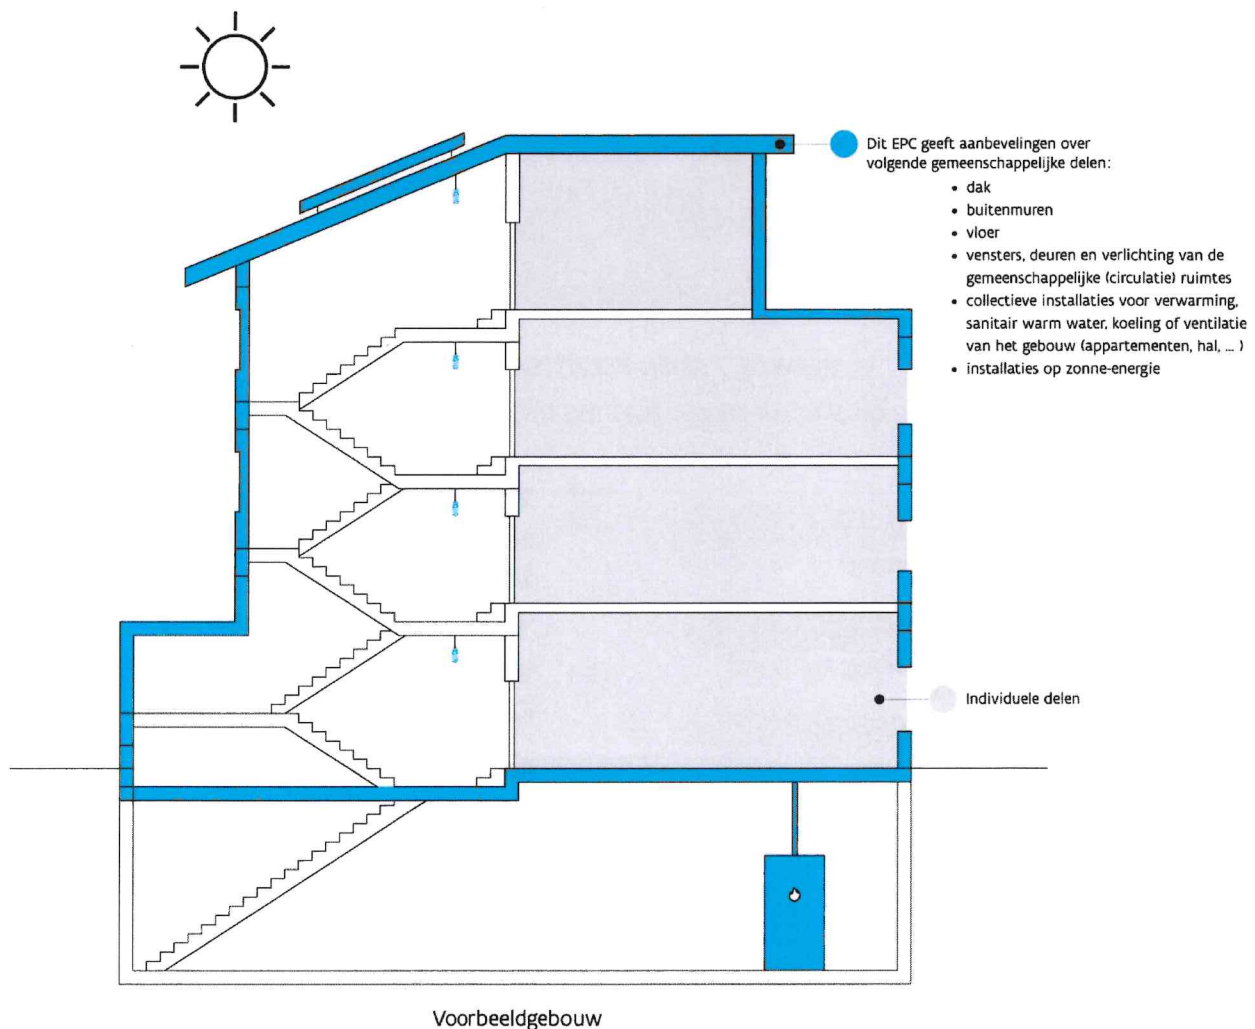 Dit EPC geeft aanbevelingen over
volgende gemeenschappelijke delen:
• dak
• buitenmuren
• vloer
• vensters, deuren en verlichting van de
gemeenschappelijke (circulatie) ruimtes
• collectieve installaties voor verwarming,
sanitair warm water, koeling of ventilatie
van het gebouw (appartementen, hal, ... )
• installaties op zonne-energie
Individuele delen
Voorbeeldgebouw